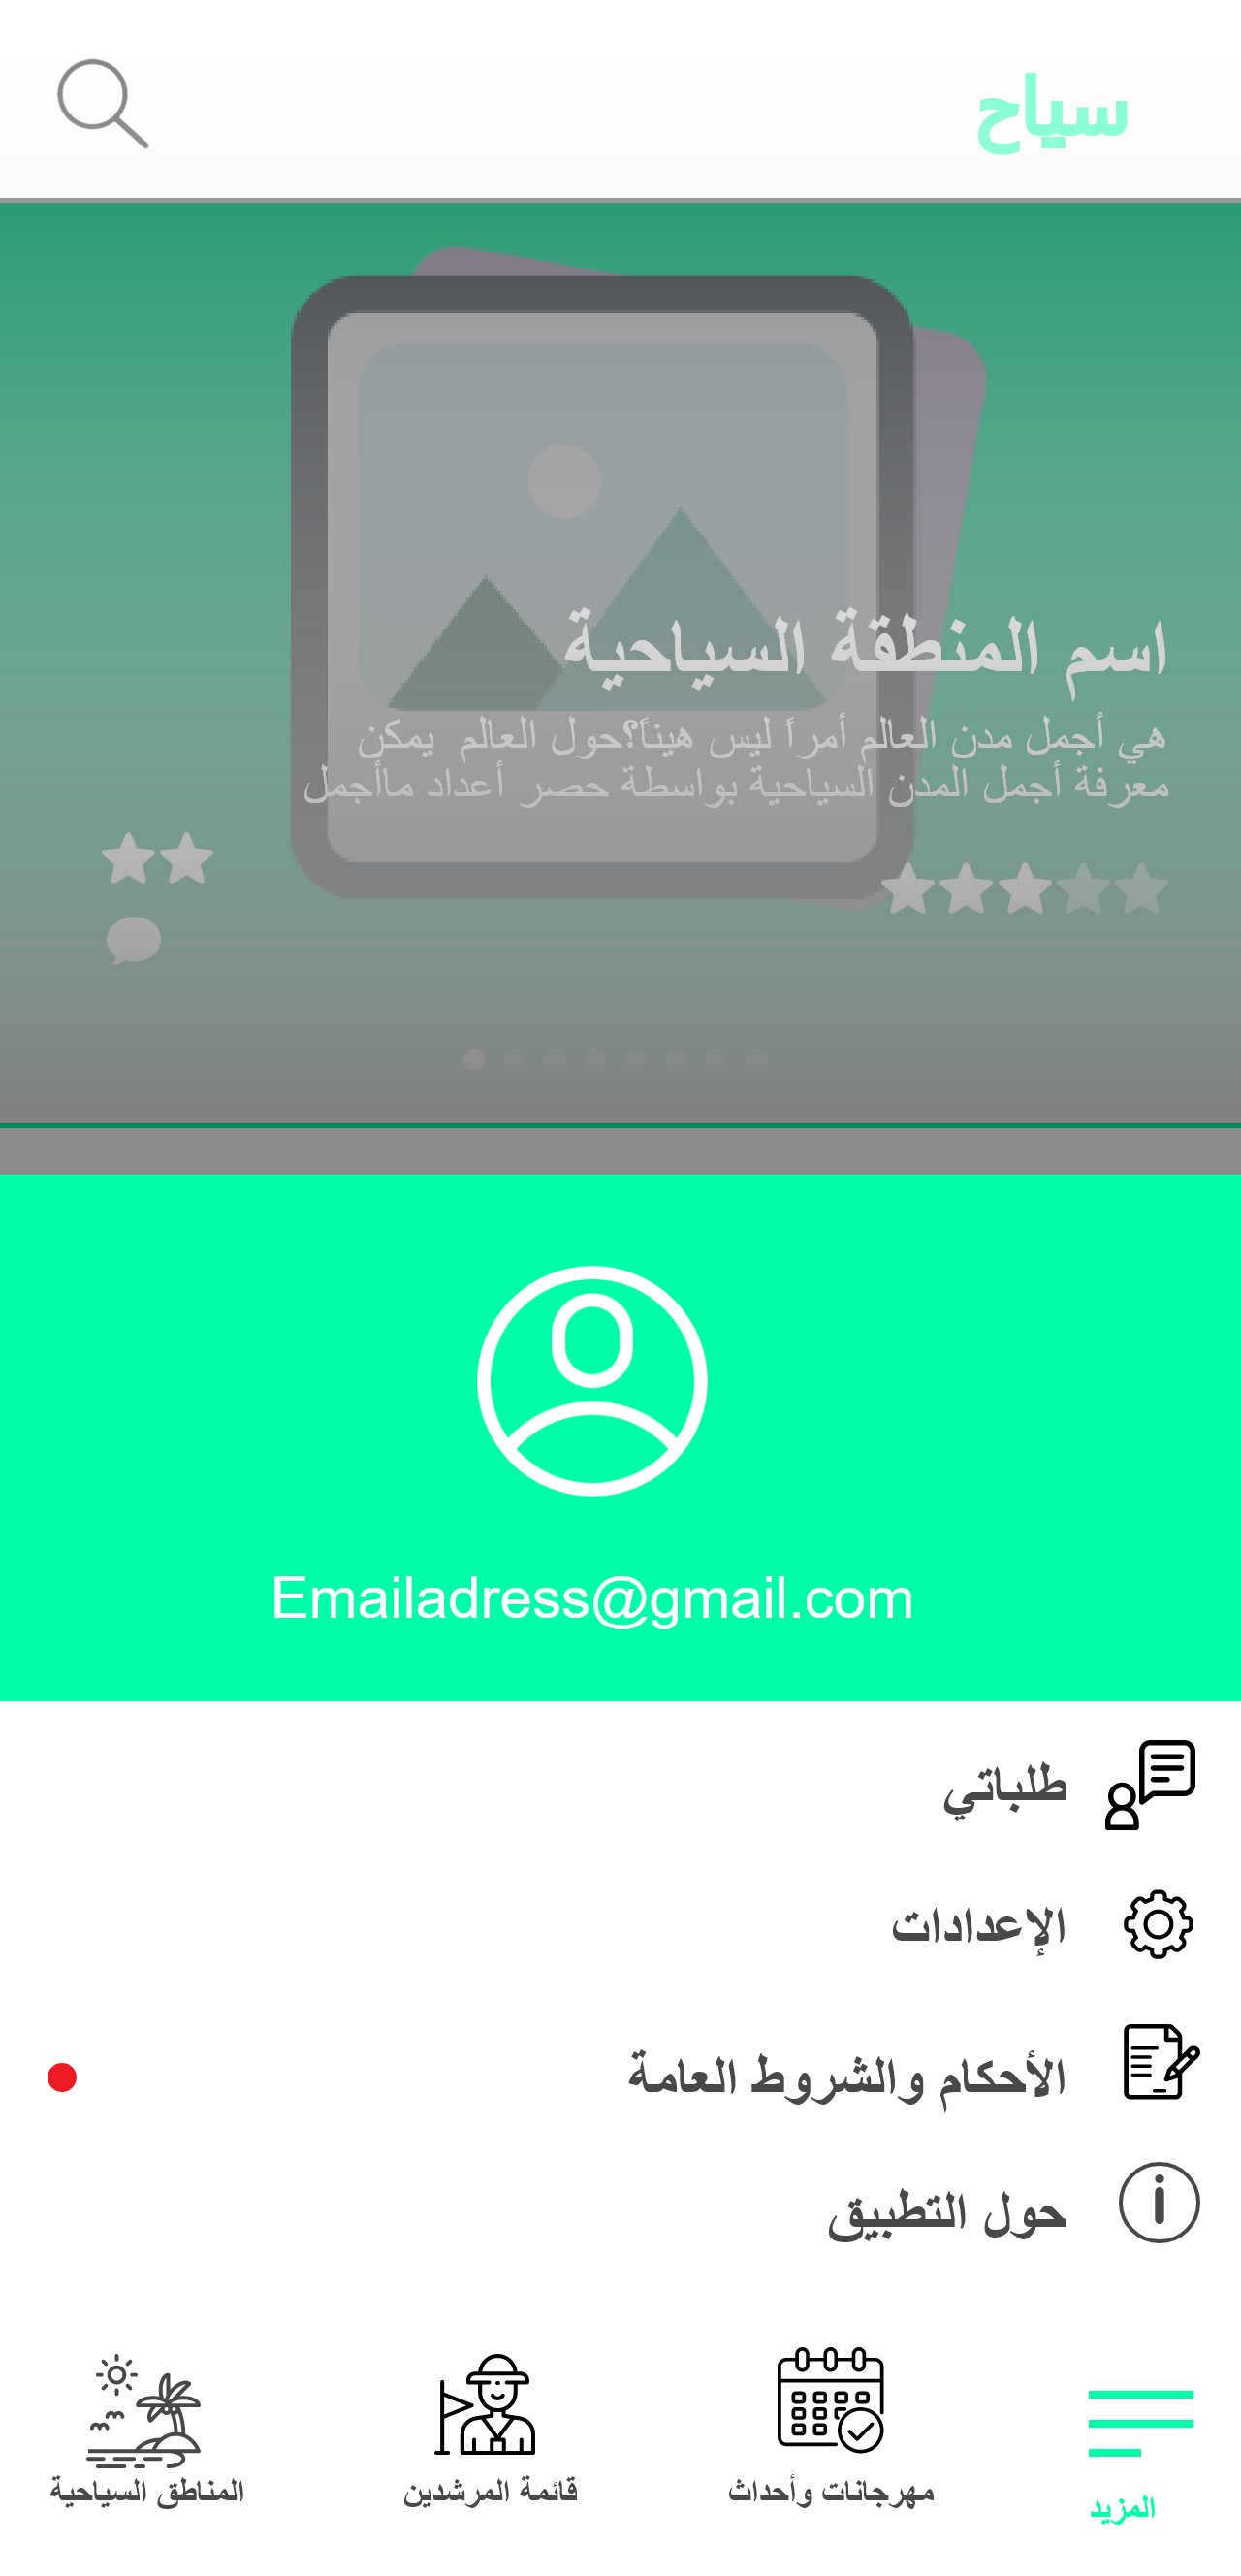 سياح
اسم المنطقة السياحية
هي أجمل مدن العالم أمراً ليس هيناً؟حول العالم يمكن
معرفة أجمل المدن السياحية بواسطة حصر أعداد ماأجمل
Emailadress@gmail.com
طلباتي
الإعدادات
الأحكام والشروط العامة
حول التطبيق
المزيد
مهرجانات وأحداث
قائمة المرشدين
المناطق السياحية